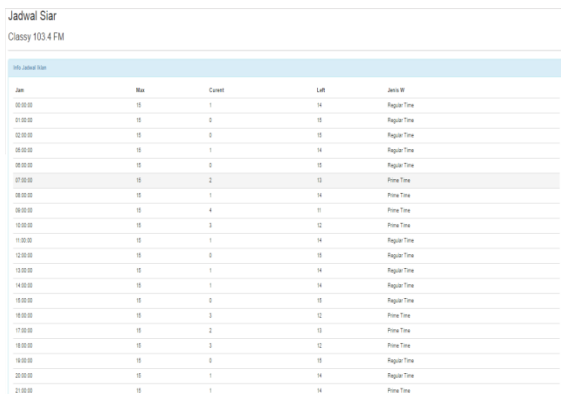 Jadwal Siar
Classy 103.4 FM
Info Jadwal Iklan
Jam Max Curent Left Jenis W
00:00:00 15 1 14 Regular Time
01:00:00 15 0 15 Regular Time
02:00:00 15 0 15 Regular Time
05:00:00 15 1 14 Regular Time
06:00:00 15 0 15 Regular Time
07:00:00 15 2 13 Prime Time
08:00:00 15 1 14 Prime Time
09:00:00 15 4 11 Prime Time
10:00:00 15 3 12 Prime Time
11:00:00 15 1 14 Regular Time
12:00:00 15 0 15 Regular Time
13:00:00 15 1 14 Regular Time
14:00:00 15 1 14 Regular Time
15:00:00 15 0 15 Regular Time
16:00:00 15 3 12 Prime Time
17:00:00 15 2 13 Prime Time
18:00:00 15 3 12 Prime Time
19:00:00 15 0 15 Regular Time
20:00:00 15 1 14 Regular Time
21:00:00 15 1 14 Prime Time